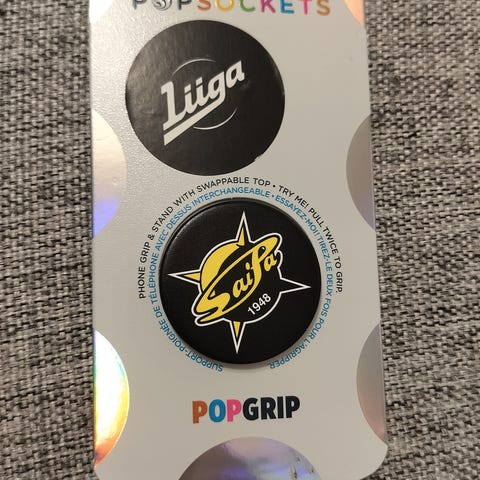 POPSOCKETS
Liiga
PHONE GRIP & STAND WITH SWAPPABLE TOP • TRY ME! PULL TWICE TO GRIP.
SUPPORT-POIGNÉE DE TÉLÉPHONE AVEC DESSUS INTERCHANGEABLE • ESSAYEZ-MOI! TIREZ-LE DEUX FOIS POUR L'AGRIPPER
SaiPa
1948
POPGRIP